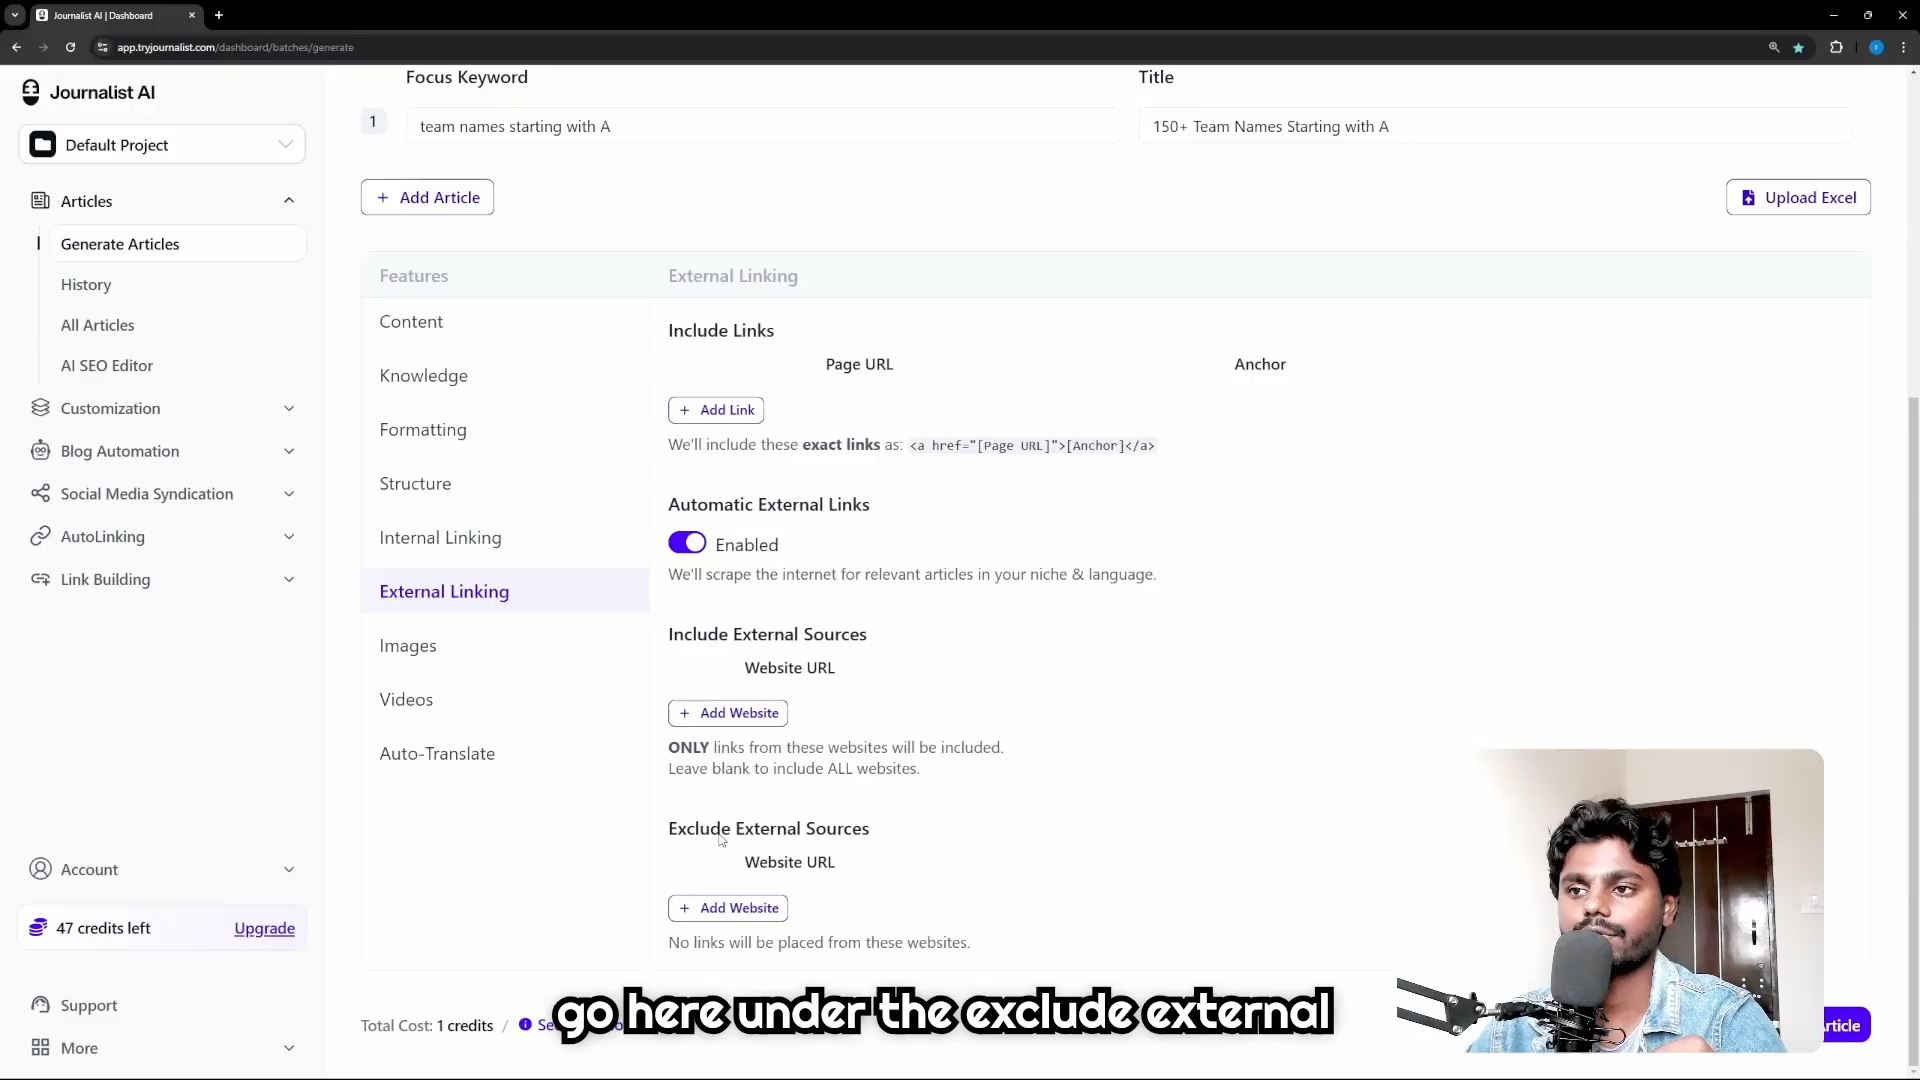 Journalist AI | Dashboard
app.tryjournalist.com/dashboard/batches/generate
Journalist AI
Default Project
Articles
Generate Articles
History
All Articles
AI SEO Editor
Customization
Blog Automation
Social Media Syndication
AutoLinking
Link Building
Account
47 credits left
Upgrade
Support
More
Focus Keyword
Title
1
team names starting with A
150+ Team Names Starting with A
+ Add Article
Upload Excel
Features
External Linking
Content
Knowledge
Formatting
Structure
Internal Linking
External Linking
Images
Videos
Auto-Translate
Include Links
Page URL
Anchor
+ Add Link
We'll include these exact links as: <a href="[Page URL]">[Anchor]</a>
Automatic External Links
Enabled
We'll scrape the internet for relevant articles in your niche & language.
Include External Sources
Website URL
+ Add Website
ONLY links from these websites will be included.
Leave blank to include ALL websites.
Exclude External Sources
Website URL
+ Add Website
No links will be placed from these websites.
Total Cost: 1 credits /
go here under the exclude external